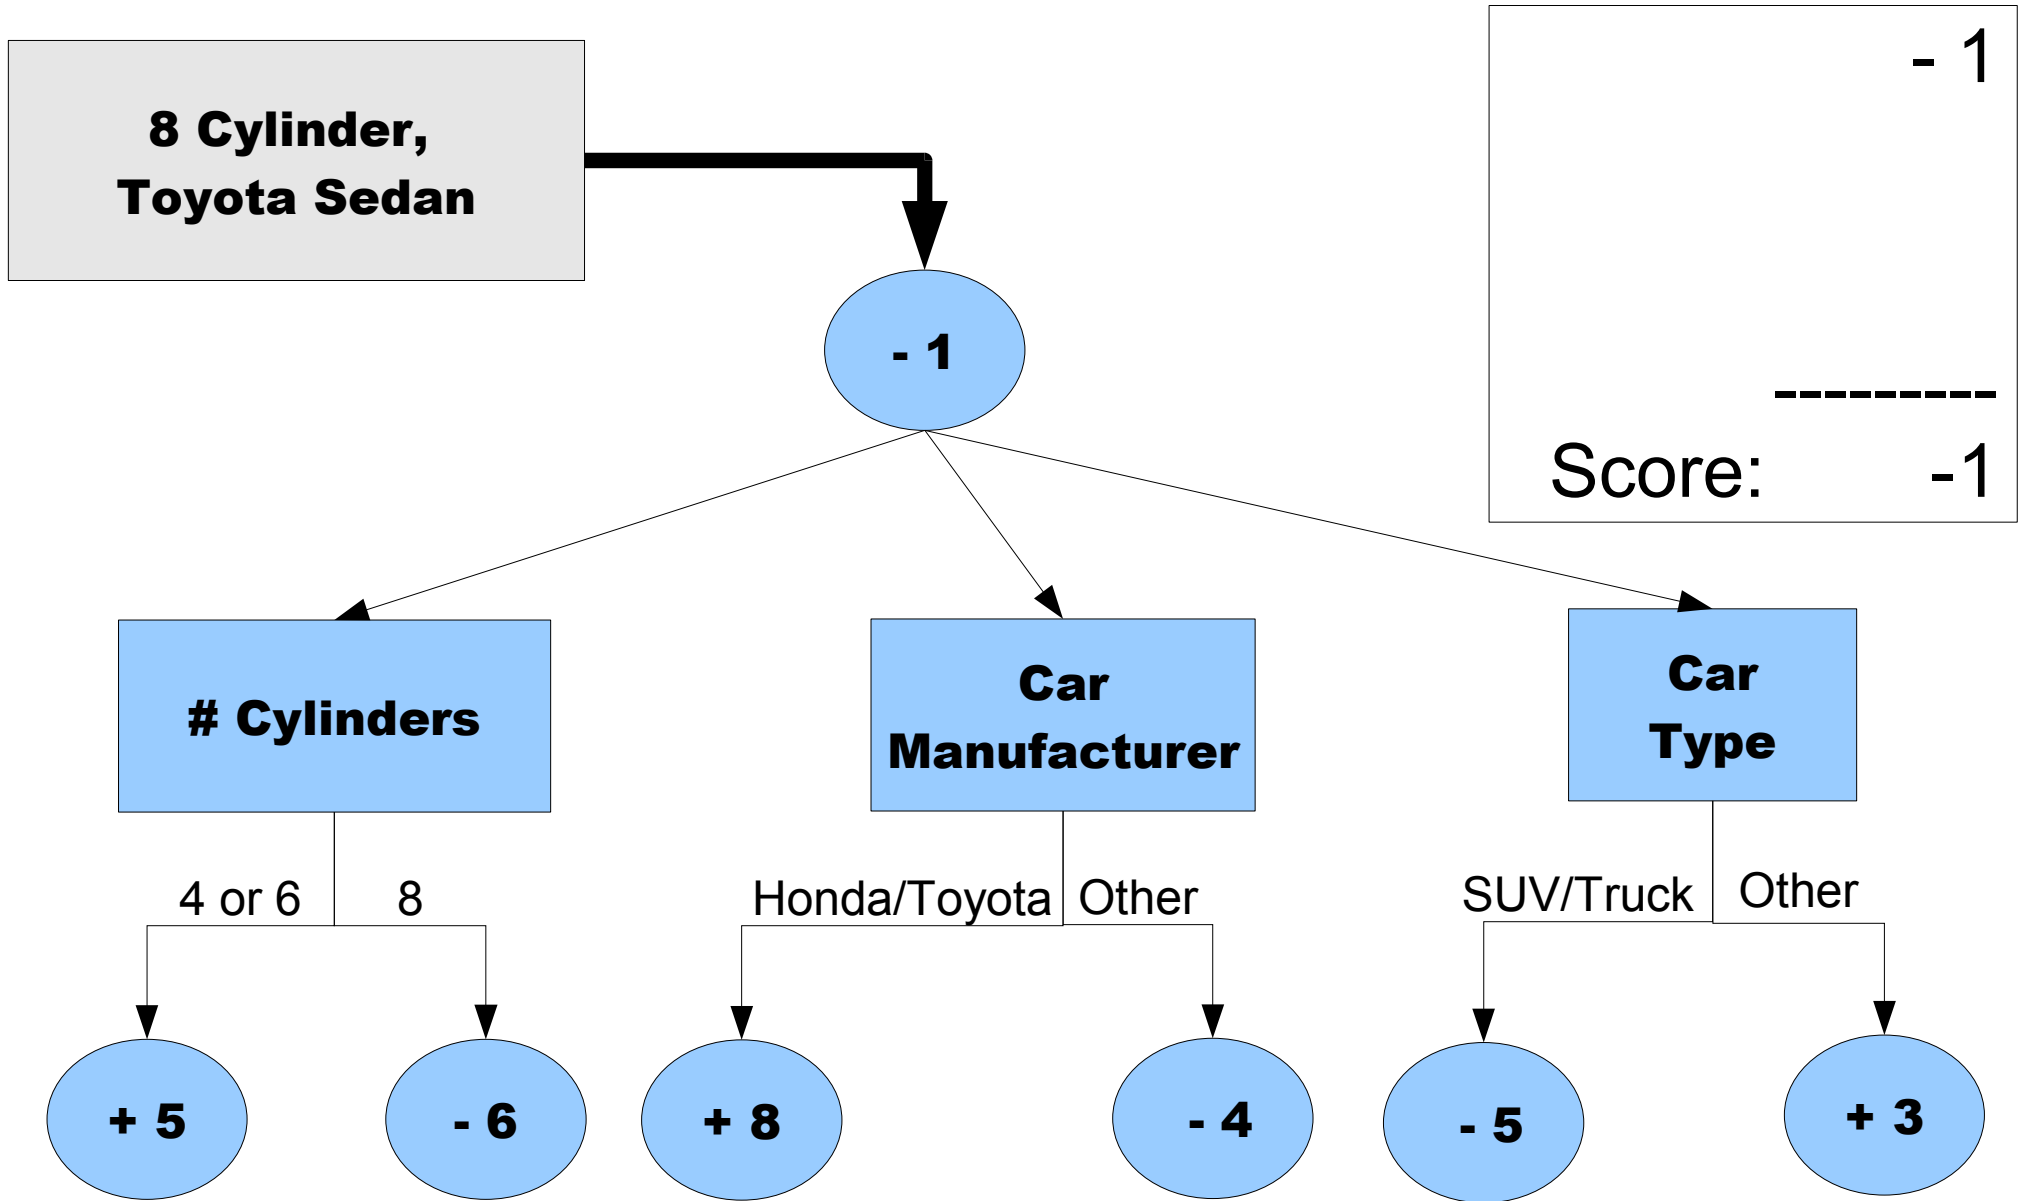 8 Cylinder,
Toyota Sedan
- 1
---------
Score: -1
- 1
# Cylinders
Car
Manufacturer
Car
Type
4 or 6
8
Honda/Toyota
Other
SUV/Truck
Other
+ 5
- 6
+ 8
- 4
- 5
+ 3